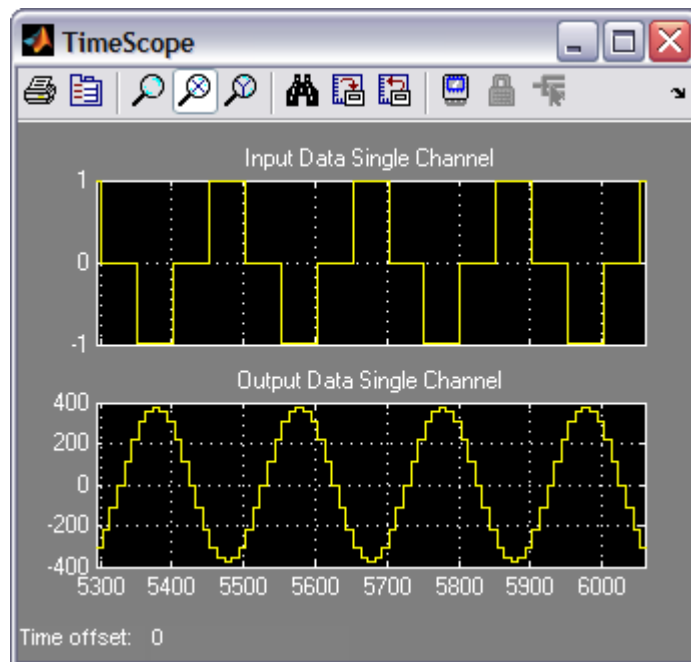 TimeScope
Input Data Single Channel
1
0
-1
Output Data Single Channel
400
200
0
-200
-400
5300 5400 5500 5600 5700 5800 5900 6000
Time offset: 0